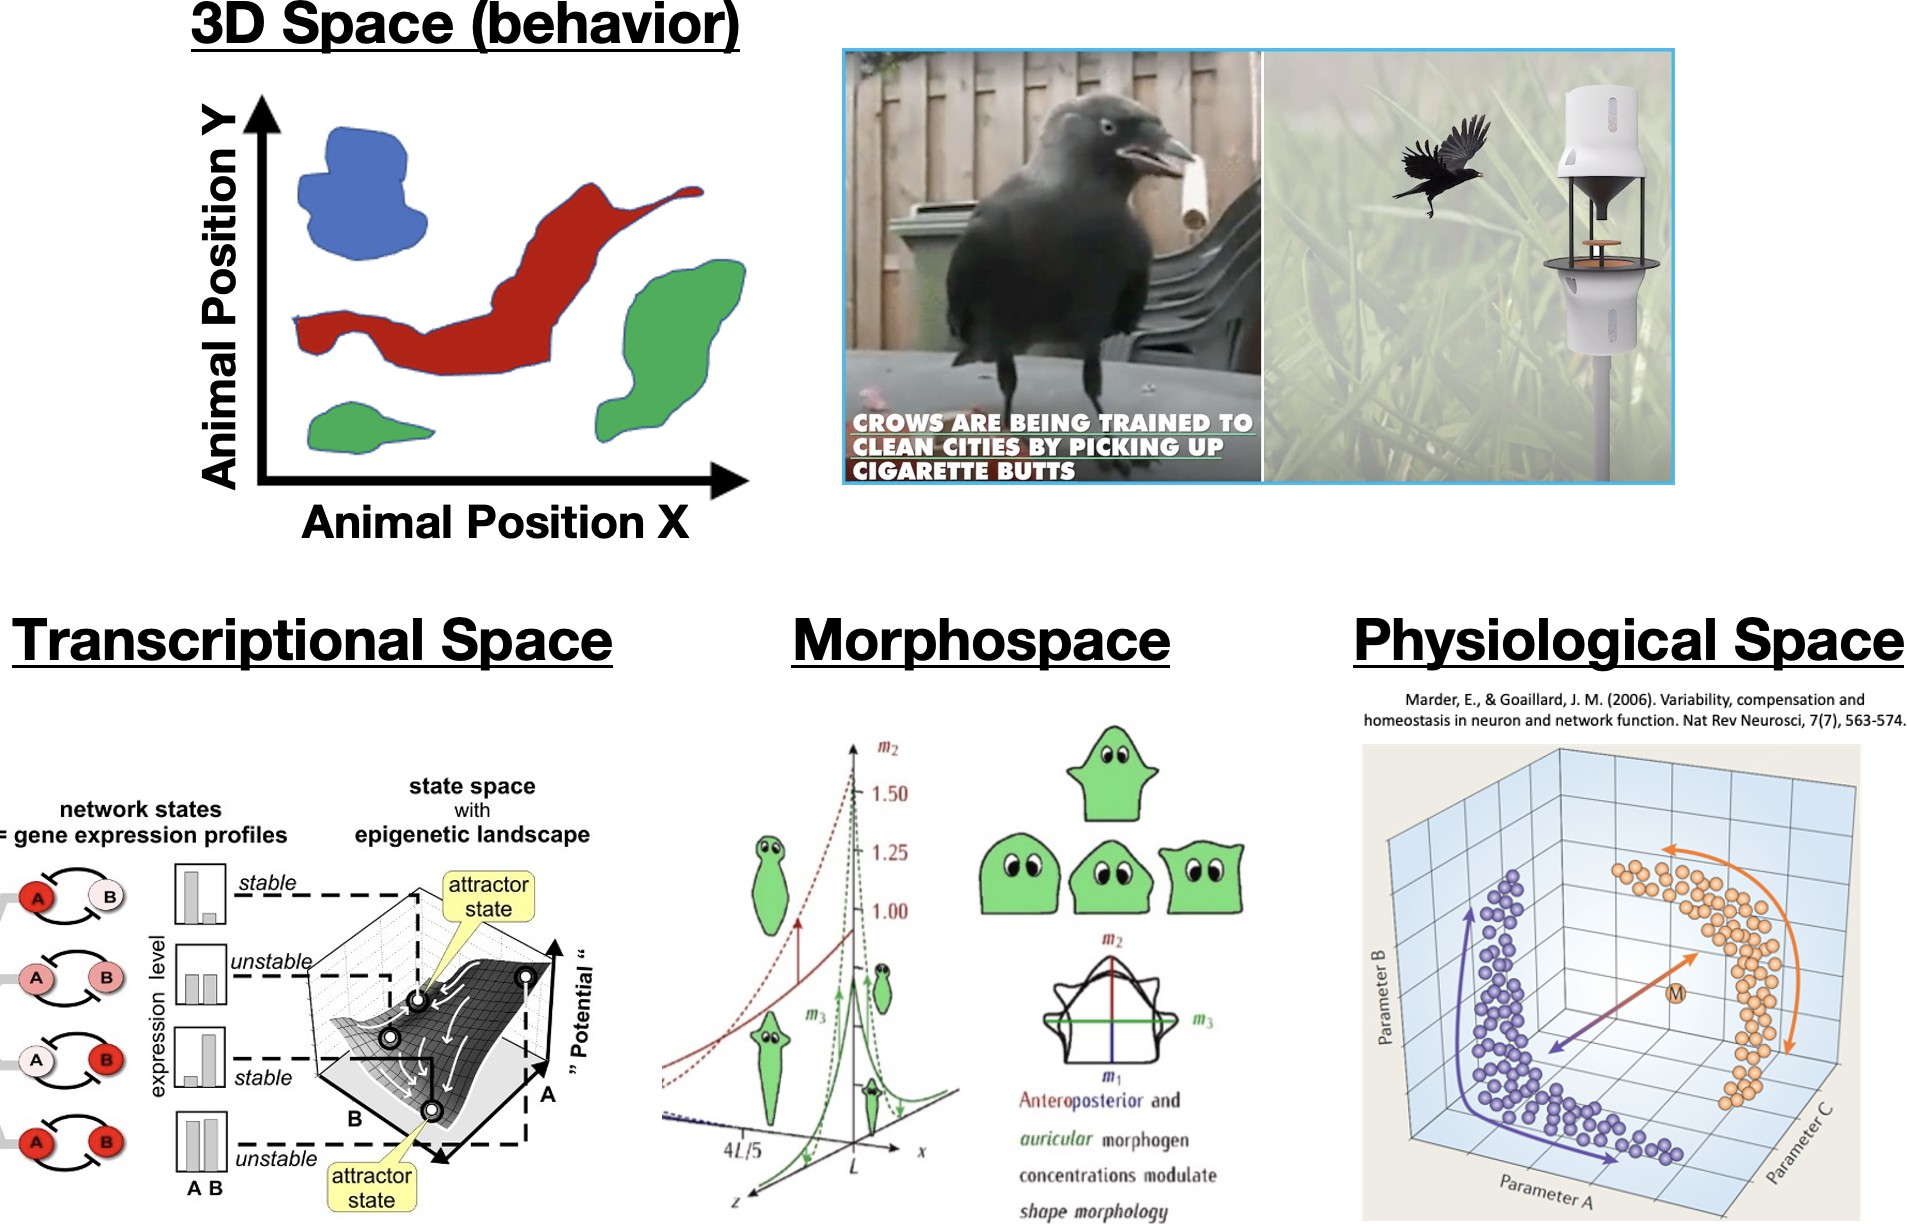 3D Space (behavior)
Animal Position Y
Animal Position X
CROWS ARE BEING TRAINED TO
CLEAN CITIES BY PICKING UP
CIGARETTE BUTTS
Transcriptional Space
network states
= gene expression profiles
state space
with
epigenetic landscape
A
B
stable
A
B
unstable
A
B
stable
A
B
unstable
expression level
A B
attractor
state
attractor
state
B
A
„Potential“
Morphospace
m2
1.50
1.25
1.00
m3
4L/5
L
x
z
m2
m3
m1
Anteroposterior and
auricular morphogen
concentrations modulate
shape morphology
Physiological Space
Marder, E., & Goaillard, J. M. (2006). Variability, compensation and
homeostasis in neuron and network function. Nat Rev Neurosci, 7(7), 563-574.
Parameter B
M
Parameter A
Parameter C